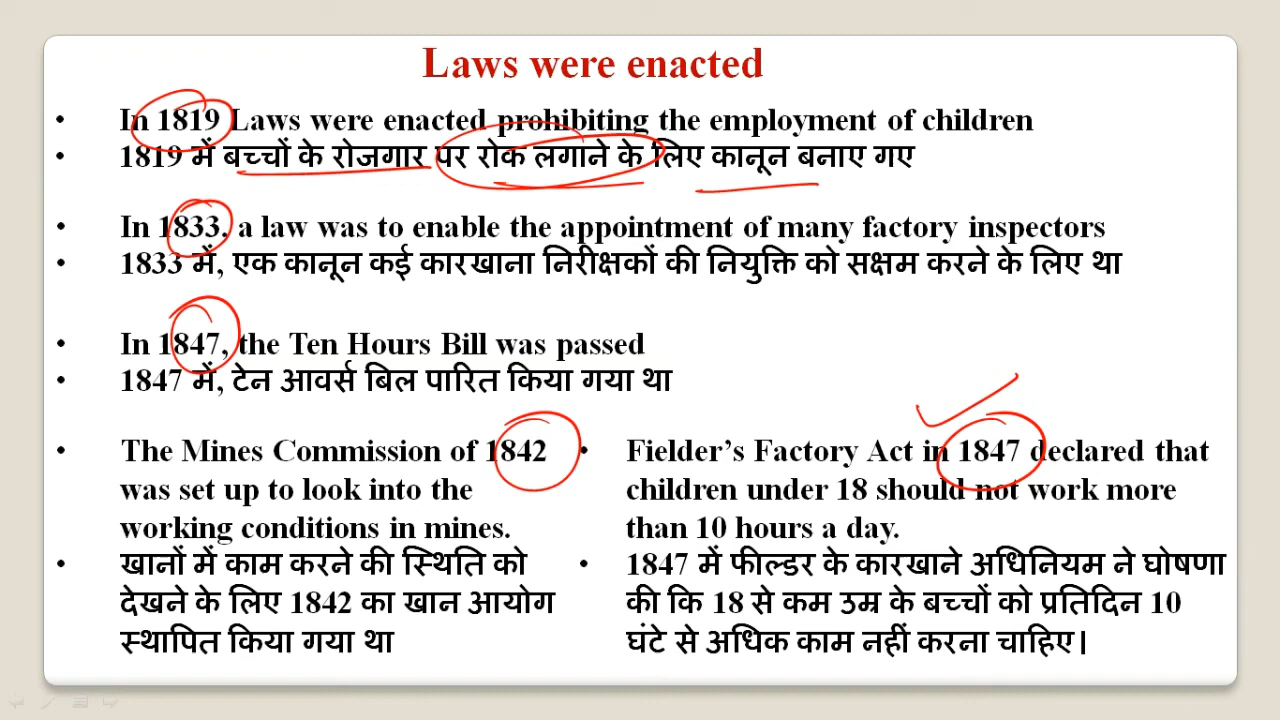 Laws were enacted
• In 1819 Laws were enacted prohibiting the employment of children
• 1819 में बच्चों के रोजगार पर रोक लगाने के लिए कानून बनाए गए
• In 1833, a law was to enable the appointment of many factory inspectors
• 1833 में, एक कानून कई कारखाना निरीक्षकों की नियुक्ति को सक्षम करने के लिए था
• In 1847, the Ten Hours Bill was passed
• 1847 में, टेन आवर्स बिल पारित किया गया था
• The Mines Commission of 1842
was set up to look into the
working conditions in mines.
• खानों में काम करने की स्थिति को
देखने के लिए 1842 का खान आयोग
स्थापित किया गया था
• Fielder’s Factory Act in 1847 declared that
children under 18 should not work more
than 10 hours a day.
• 1847 में फील्डर के कारखाने अधिनियम ने घोषणा
की कि 18 से कम उम्र के बच्चों को प्रतिदिन 10
घंटे से अधिक काम नहीं करना चाहिए।